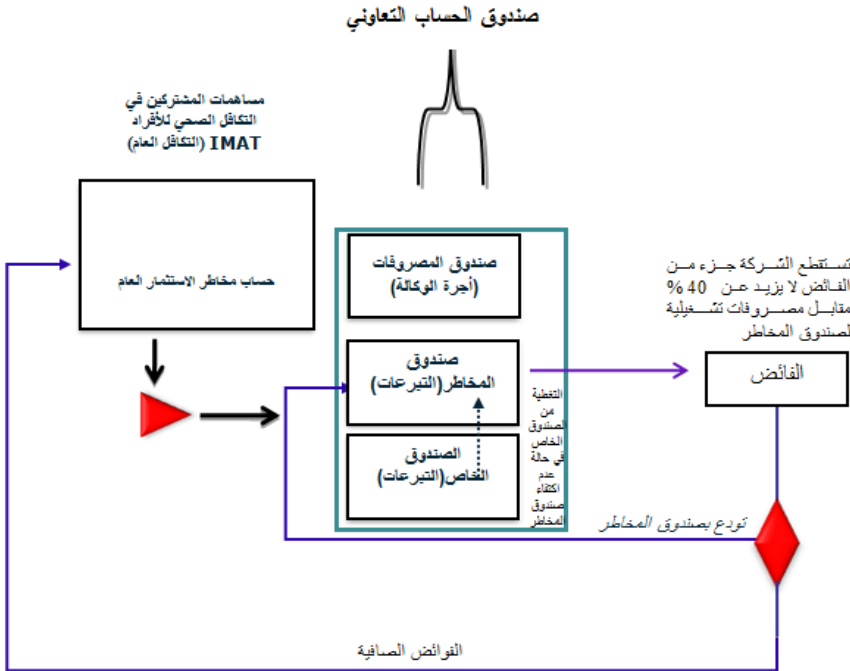 صندوق الحساب التعاوني
مساهمات المشتركين في
التكافل الصحي للأفراد
IMAT (التكافل العام)
حساب مخاطر الاستثمار العام
صندوق المصروفات
(أجرة الوكالة)
صندوق
المخاطر(التبرعات)
الصندوق
الخاص(التبرعات)
التغطية
من
الصندوق
الخاص
في حالة
عدم
اكتفاء
صندوق
المخاطر
تستقطع الشركة جزء من
الفائض لا يزيد عن 40 %
مقابل مصروفات تشغيلية
لصندوق المخاطر
الفائض
تودع بصندوق المخاطر
الفوائض الصافية